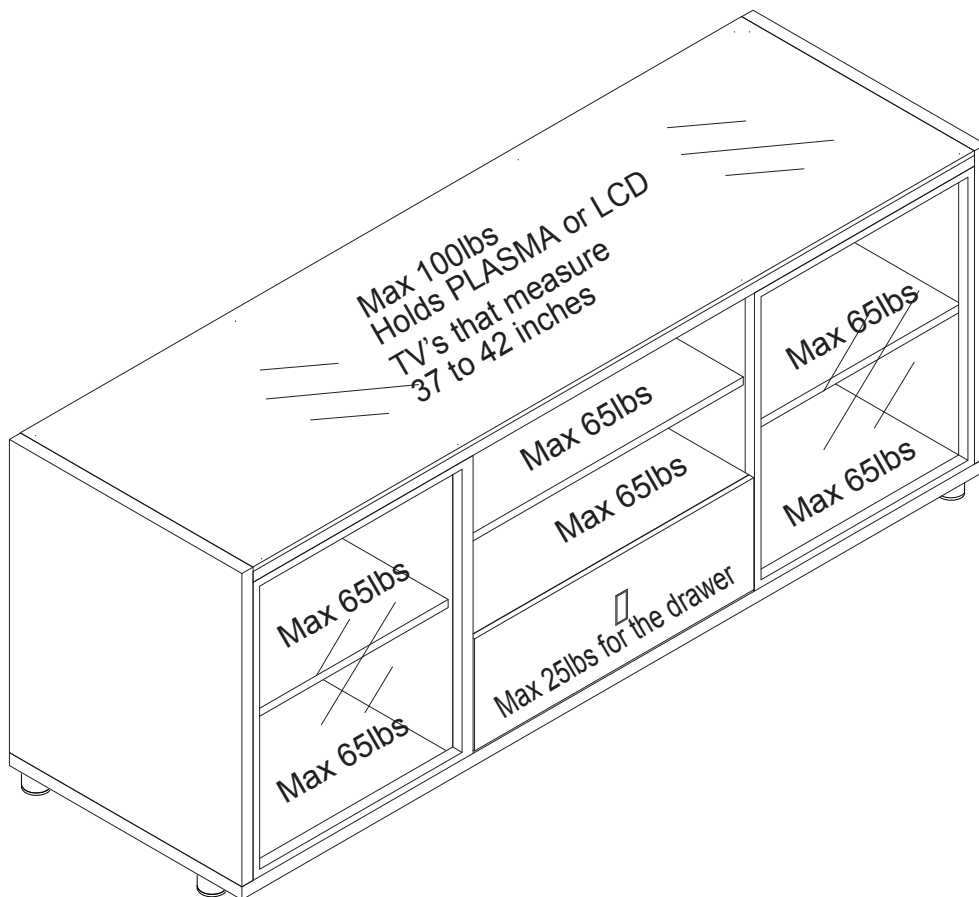 Max 100lbs
Holds PLASMA or LCD
TV's that measure
37 to 42 inches
Max 65lbs
Max 65lbs
Max 65lbs
Max 65lbs
Max 65lbs
Max 65lbs
Max 25lbs for the drawer